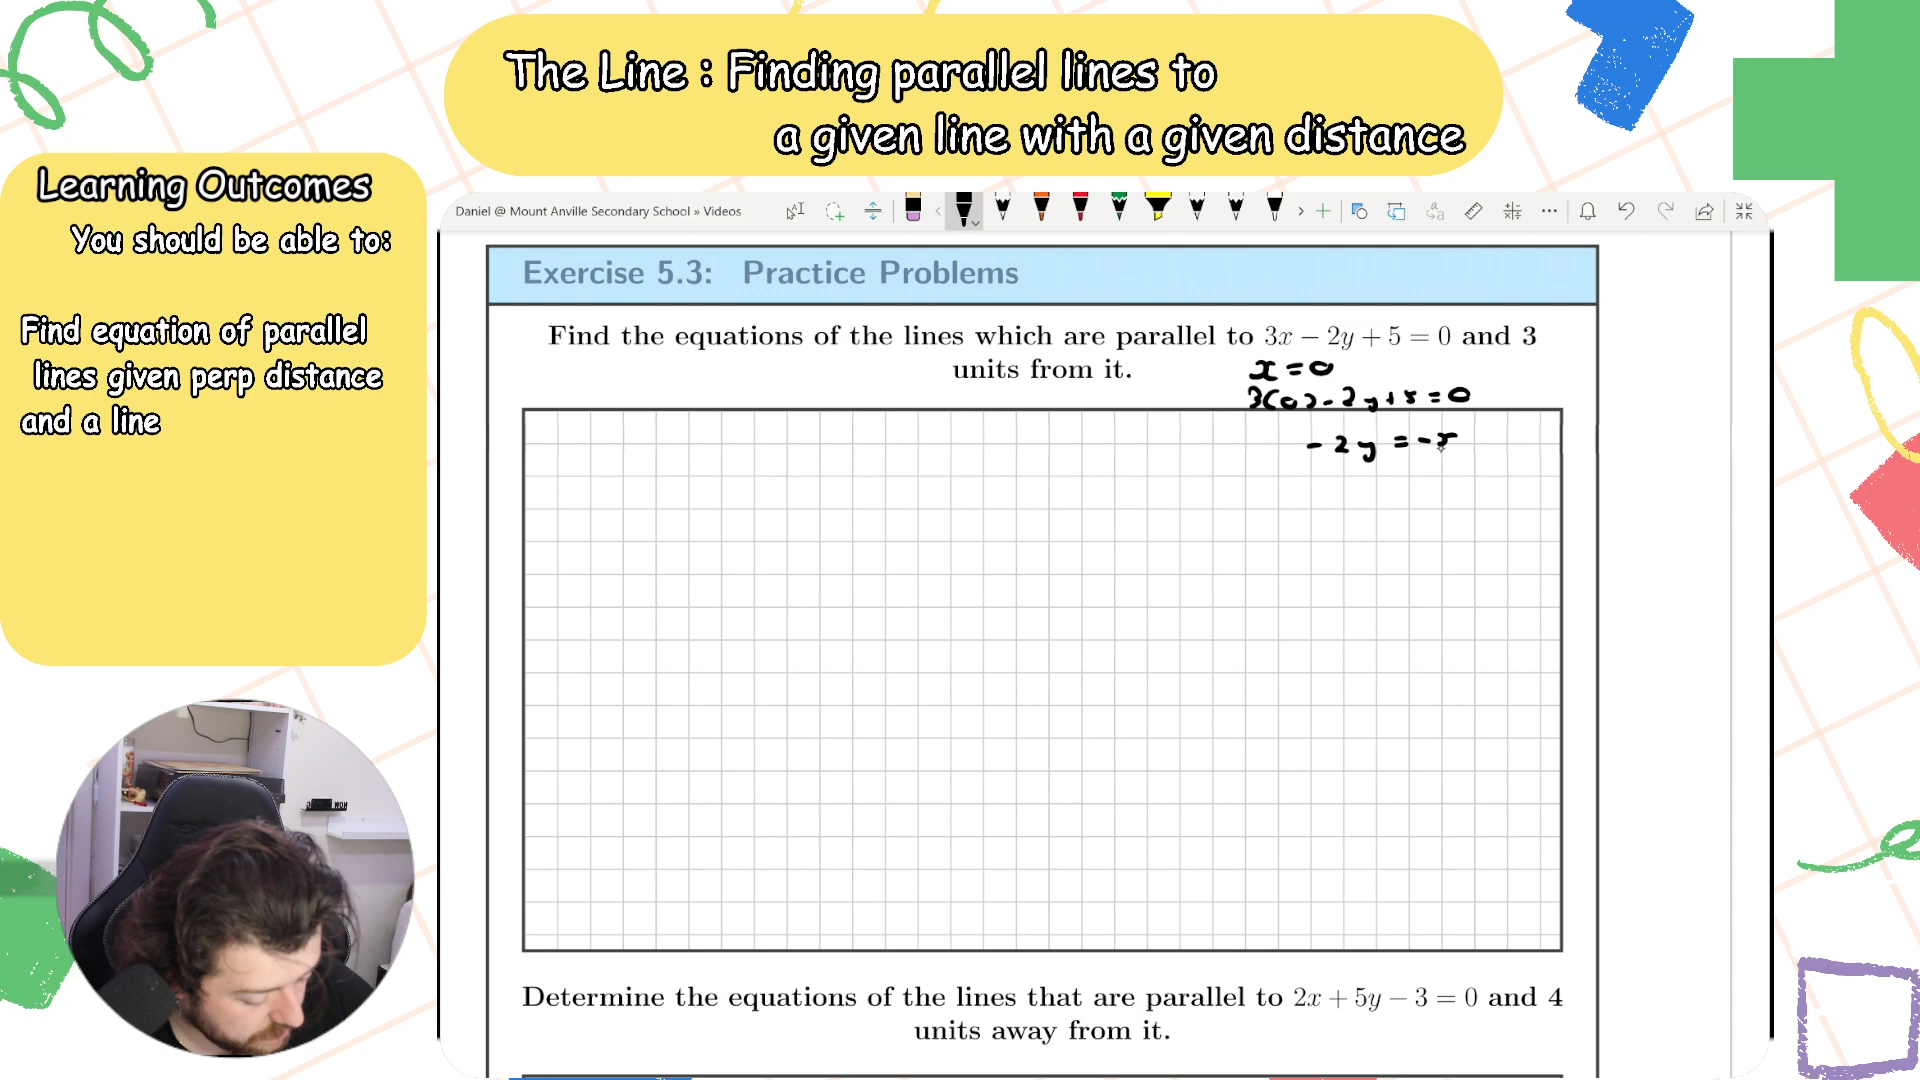 The Line : Finding parallel lines to
a given line with a given distance
Learning Outcomes
You should be able to:
Find equation of parallel
lines given perp distance
and a line
Daniel @ Mount Anville Secondary School » Videos
Exercise 5.3: Practice Problems
Find the equations of the lines which are parallel to 3x − 2y + 5 = 0 and 3
units from it.
x = 0
3(0) - 2y + 5 = 0
- 2y = -5
Determine the equations of the lines that are parallel to 2x + 5y − 3 = 0 and 4
units away from it.